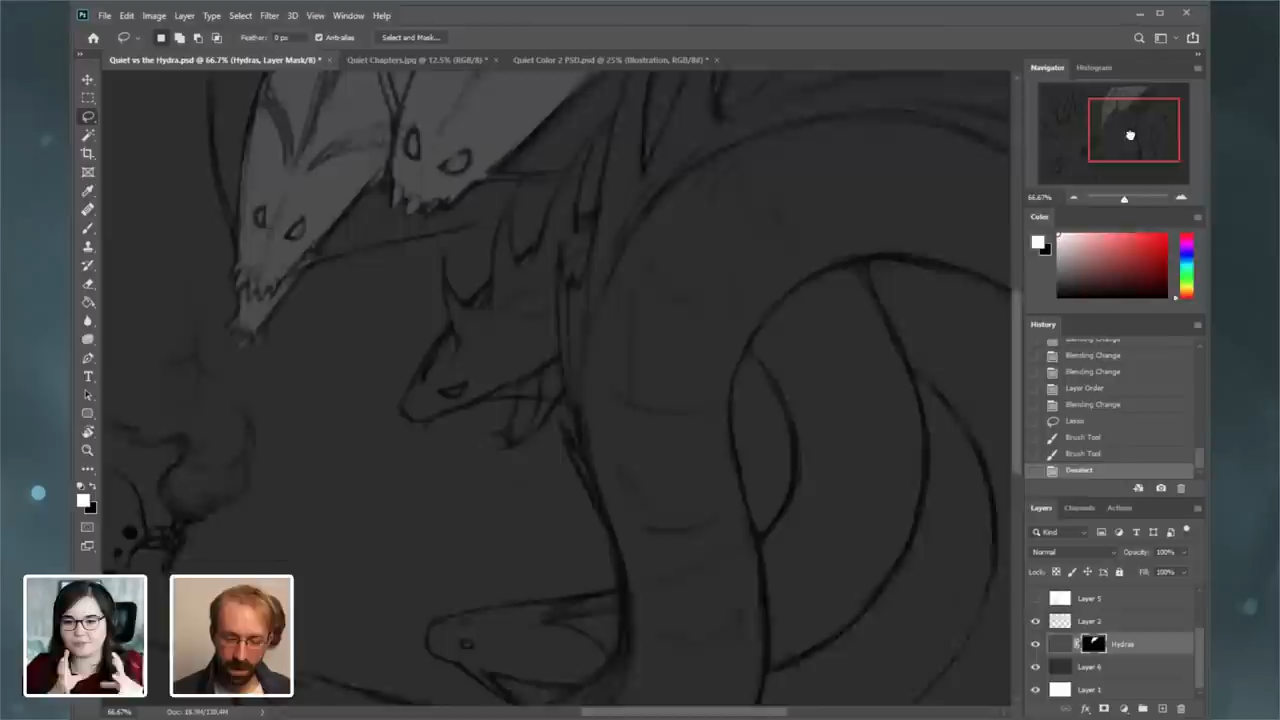 File Edit Image Layer Type Select Filter 3D View Window Help
Feather: 0 px Anti-alias Select and Mask...
Quiet vs the Hydra.psd @ 66.7% (Hydras, Layer Mask/8) * × Quiet Chapters.jpg @ 12.5% (RGB/8) * × Quiet Color 2 PSD.psd @ 25% (Illustration, RGB/8#) * ×
Navigator Histogram
66.67%
Color
History
Blending Change
Blending Change
Blending Change
Layer Order
Blending Change
Lasso
Brush Tool
Brush Tool
Deselect
Layers Channels Actions
Kind
Normal Opacity: 100%
Lock: Fill: 100%
Layer 5
Layer 2
Hydras
Layer 6
Layer 1
66.67%